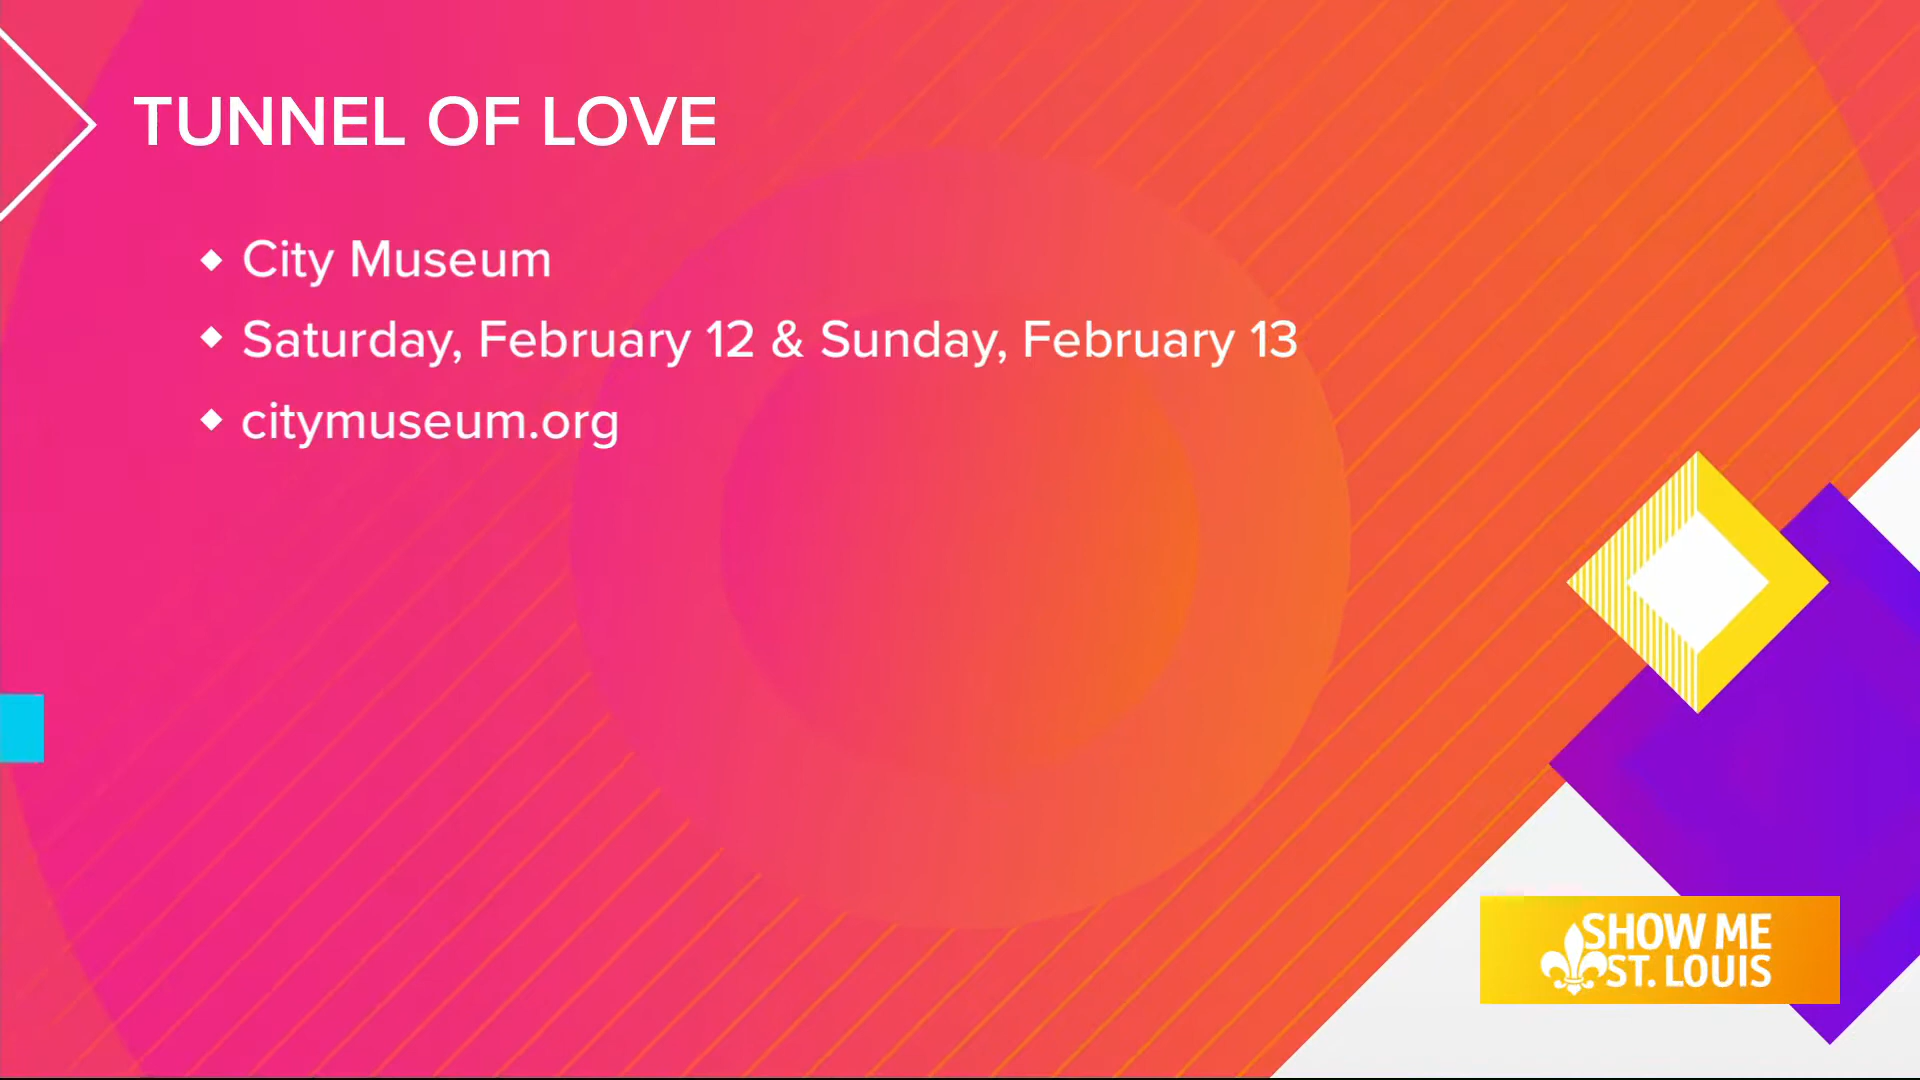 TUNNEL OF LOVE
City Museum
Saturday, February 12 & Sunday, February 13
citymuseum.org
SHOW ME
ST. LOUIS